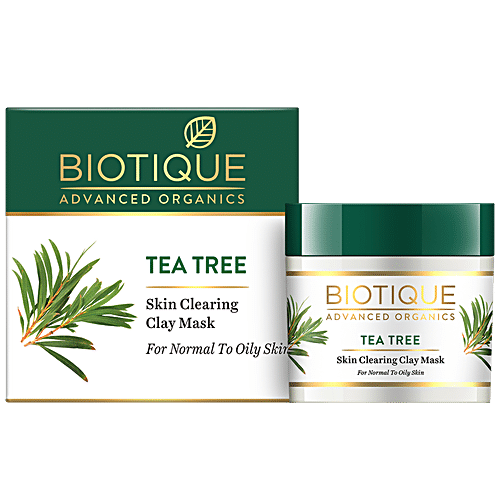 BIOTIQUE
ADVANCED ORGANICS
TEA TREE
Skin Clearing
Clay Mask
For Normal To Oily Skin
BIOTIQUE
ADVANCED ORGANICS
TEA TREE
Skin Clearing Clay Mask
For Normal To Oily Skin